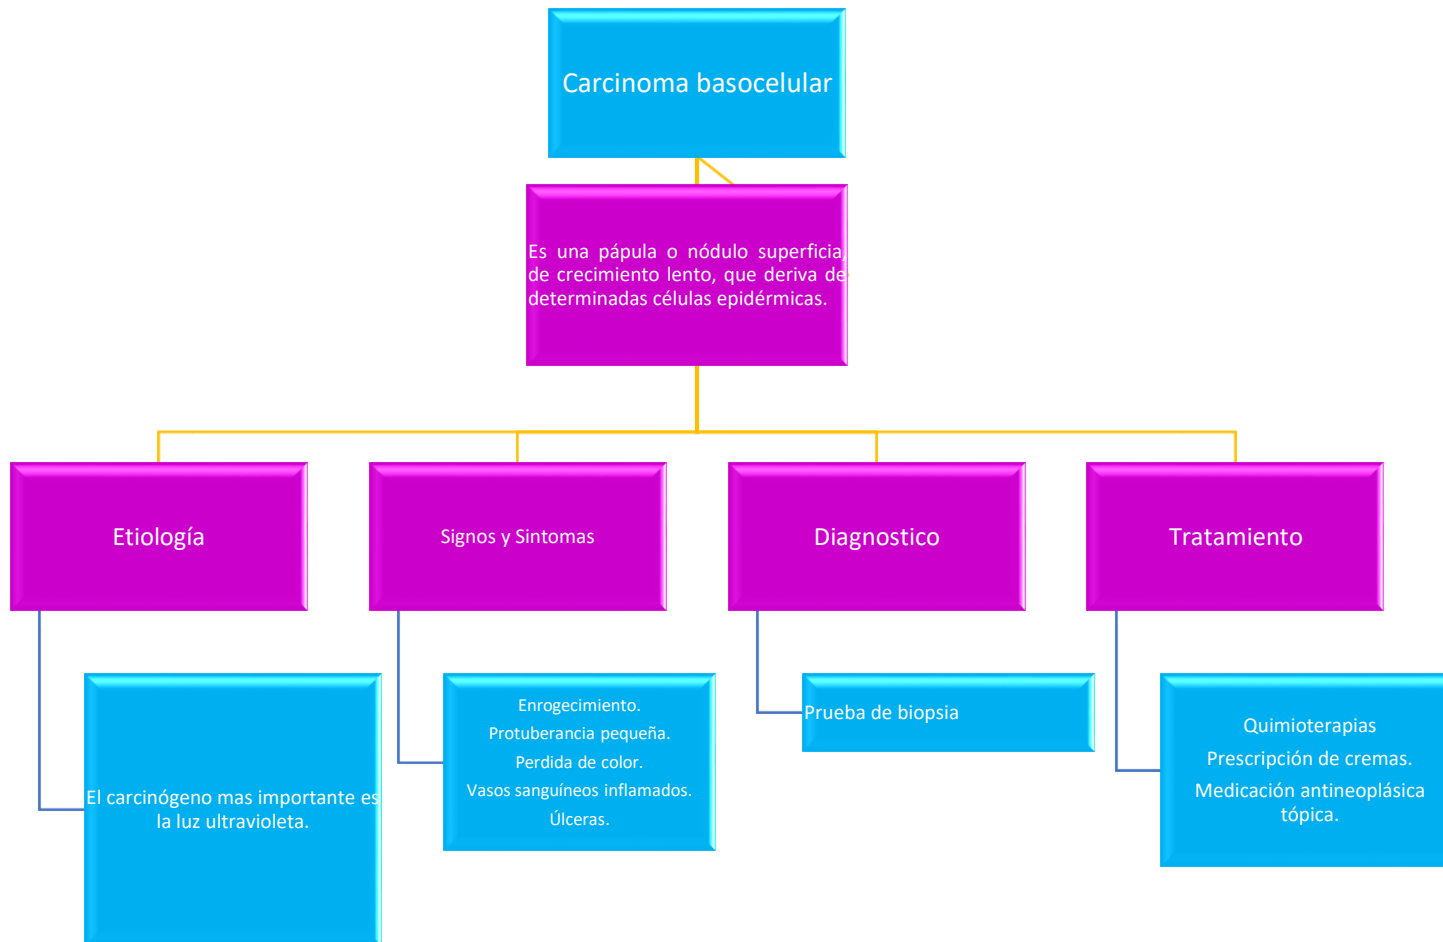 Carcinoma basocelular
Es una pápula o nódulo superficia,
de crecimiento lento, que deriva de
determinadas células epidérmicas.
Etiología
Signos y Sintomas
Diagnostico
Tratamiento
El carcinógeno mas importante es
la luz ultravioleta.
Enrogecimiento.
Protuberancia pequeña.
Perdida de color.
Vasos sanguíneos inflamados.
Úlceras.
Prueba de biopsia
Quimioterapias
Prescripción de cremas.
Medicación antineoplásica
tópica.